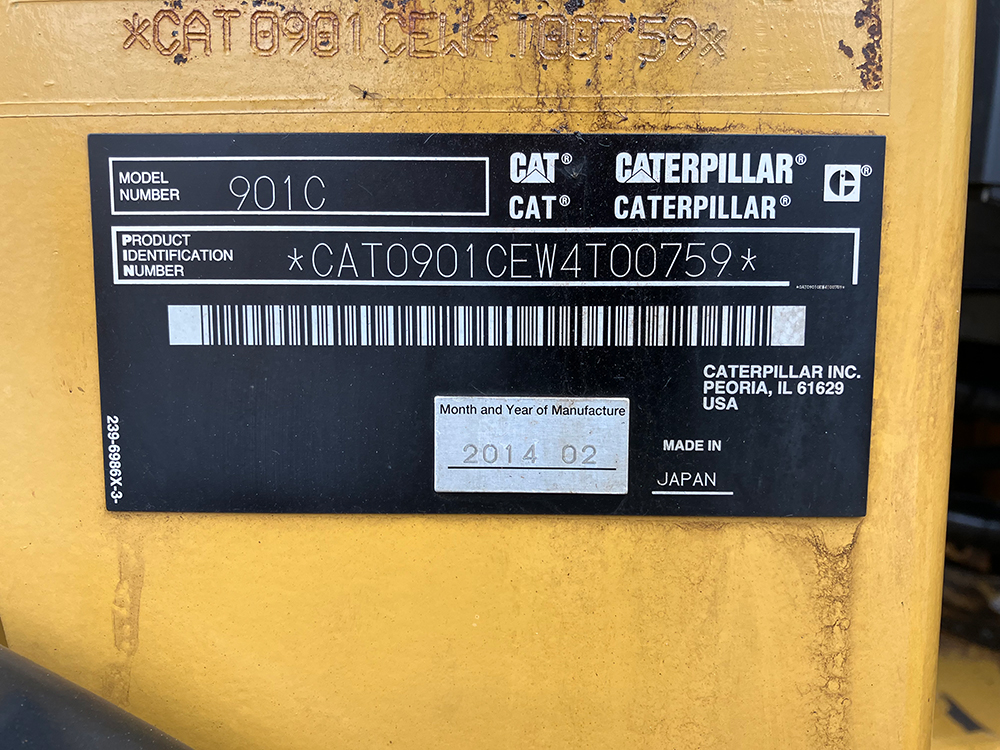 *CAT0901CEW4T00759*
MODEL NUMBER 901C
CAT® CATERPILLAR® C®
CAT® CATERPILLAR®
PRODUCT IDENTIFICATION NUMBER *CAT0901CEW4T00759*
*CAT0901CEW4T00759*
CATERPILLAR INC.
PEORIA, IL 61629
USA
Month and Year of Manufacture
2014 02
MADE IN
JAPAN
239-6986X-3-